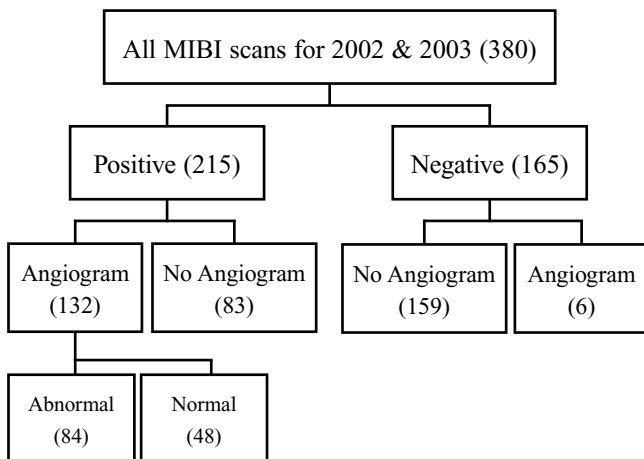 All MIBI scans for 2002 & 2003 (380)
Positive (215)
Negative (165)
Angiogram
(132)
No Angiogram
(83)
No Angiogram
(159)
Angiogram
(6)
Abnormal
(84)
Normal
(48)